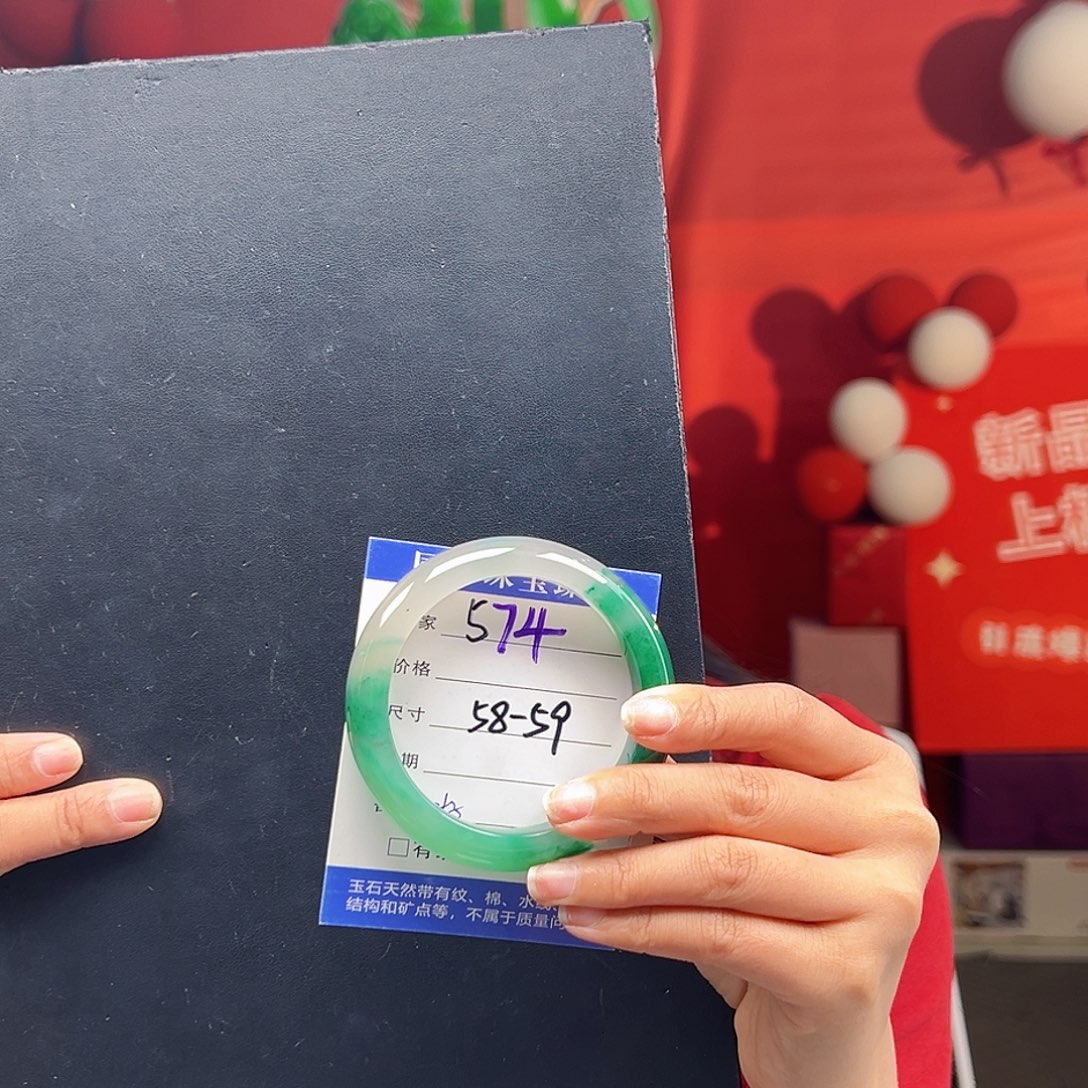 家 574
价格
尺寸 58-59
期
有
玉石天然带有纹、棉、水
结构和矿点等，不属于质量问
新品
上